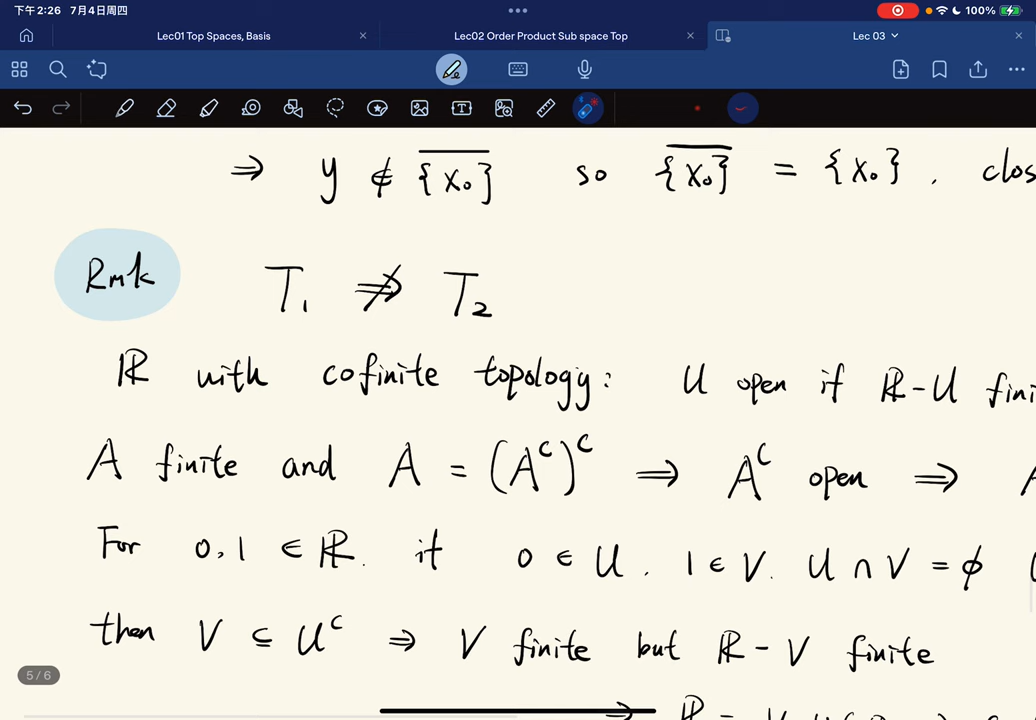 下午2:26 7月4日周四
100%
Lec01 Top Spaces, Basis
Lec02 Order Product Sub space Top
Lec 03
⇒ y ∉ \overline{{x₀}} so \overline{{x₀}} = {x₀}. clos
Rmk T₁ ⇏ T₂
ℝ with cofinite topology: U open if ℝ-U fini
A finite and A = (Aᶜ)ᶜ ⇒ Aᶜ open ⇒ A
For 0,1 ∈ ℝ. if 0 ∈ U. 1 ∈ V. U ∩ V = ϕ (
then V ⊆ Uᶜ ⇒ V finite but ℝ - V finite
5 / 6